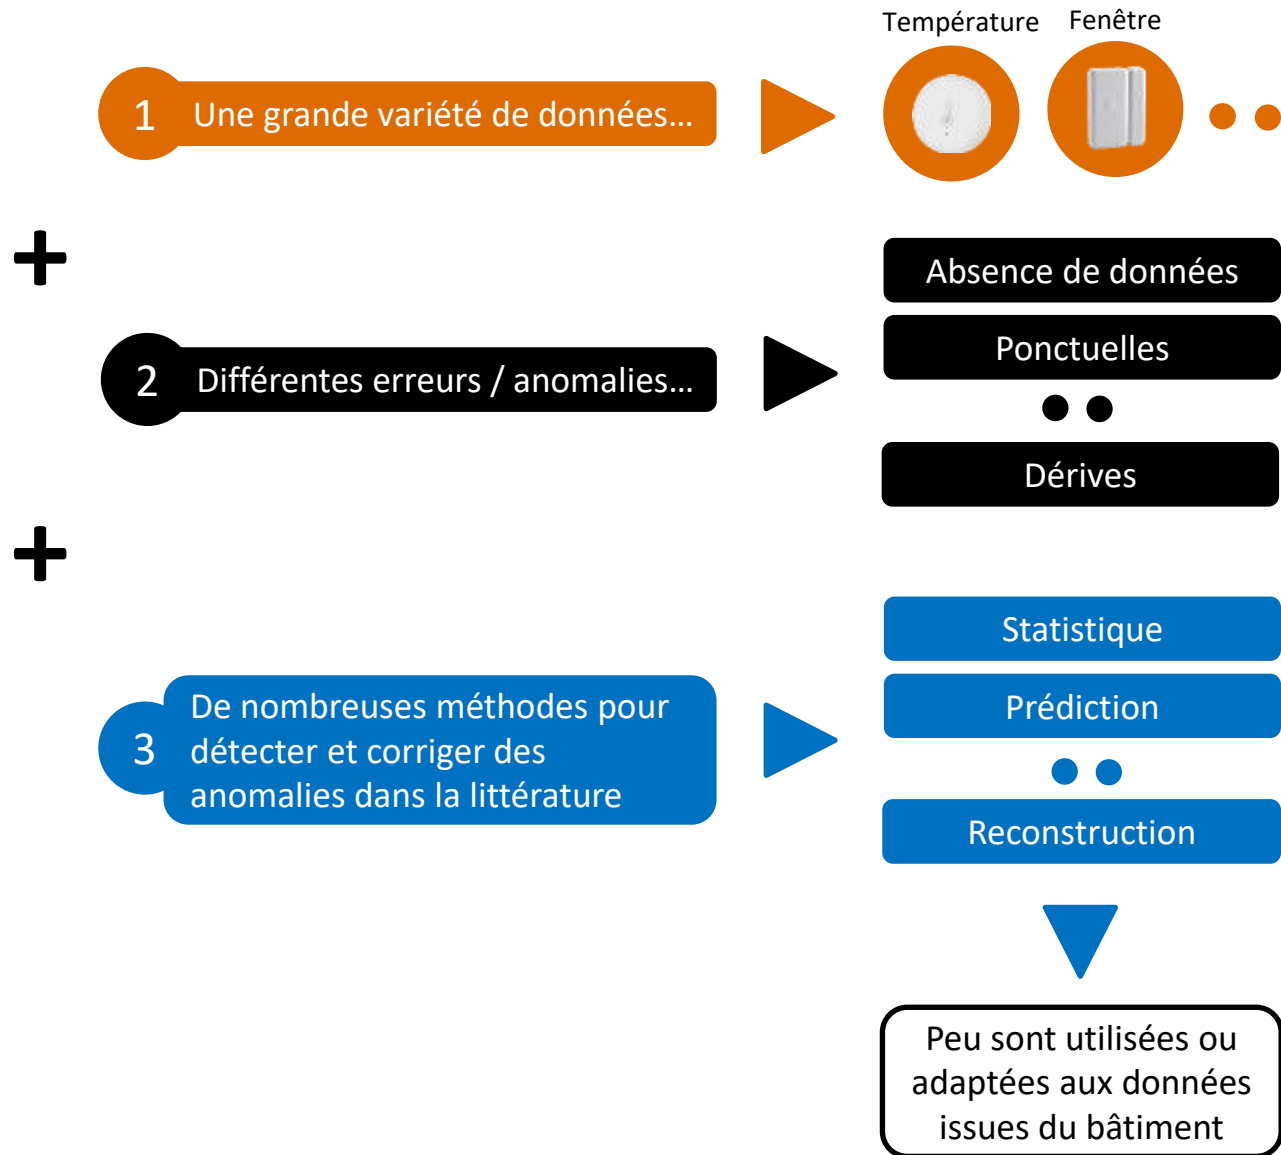 Température Fenêtre
1 Une grande variété de données...
+
Absence de données
Ponctuelles
2 Différentes erreurs / anomalies...
Dérives
+
Statistique
Prédiction
3
De nombreuses méthodes pour
détecter et corriger des
anomalies dans la littérature
Reconstruction
Peu sont utilisées ou
adaptées aux données
issues du bâtiment